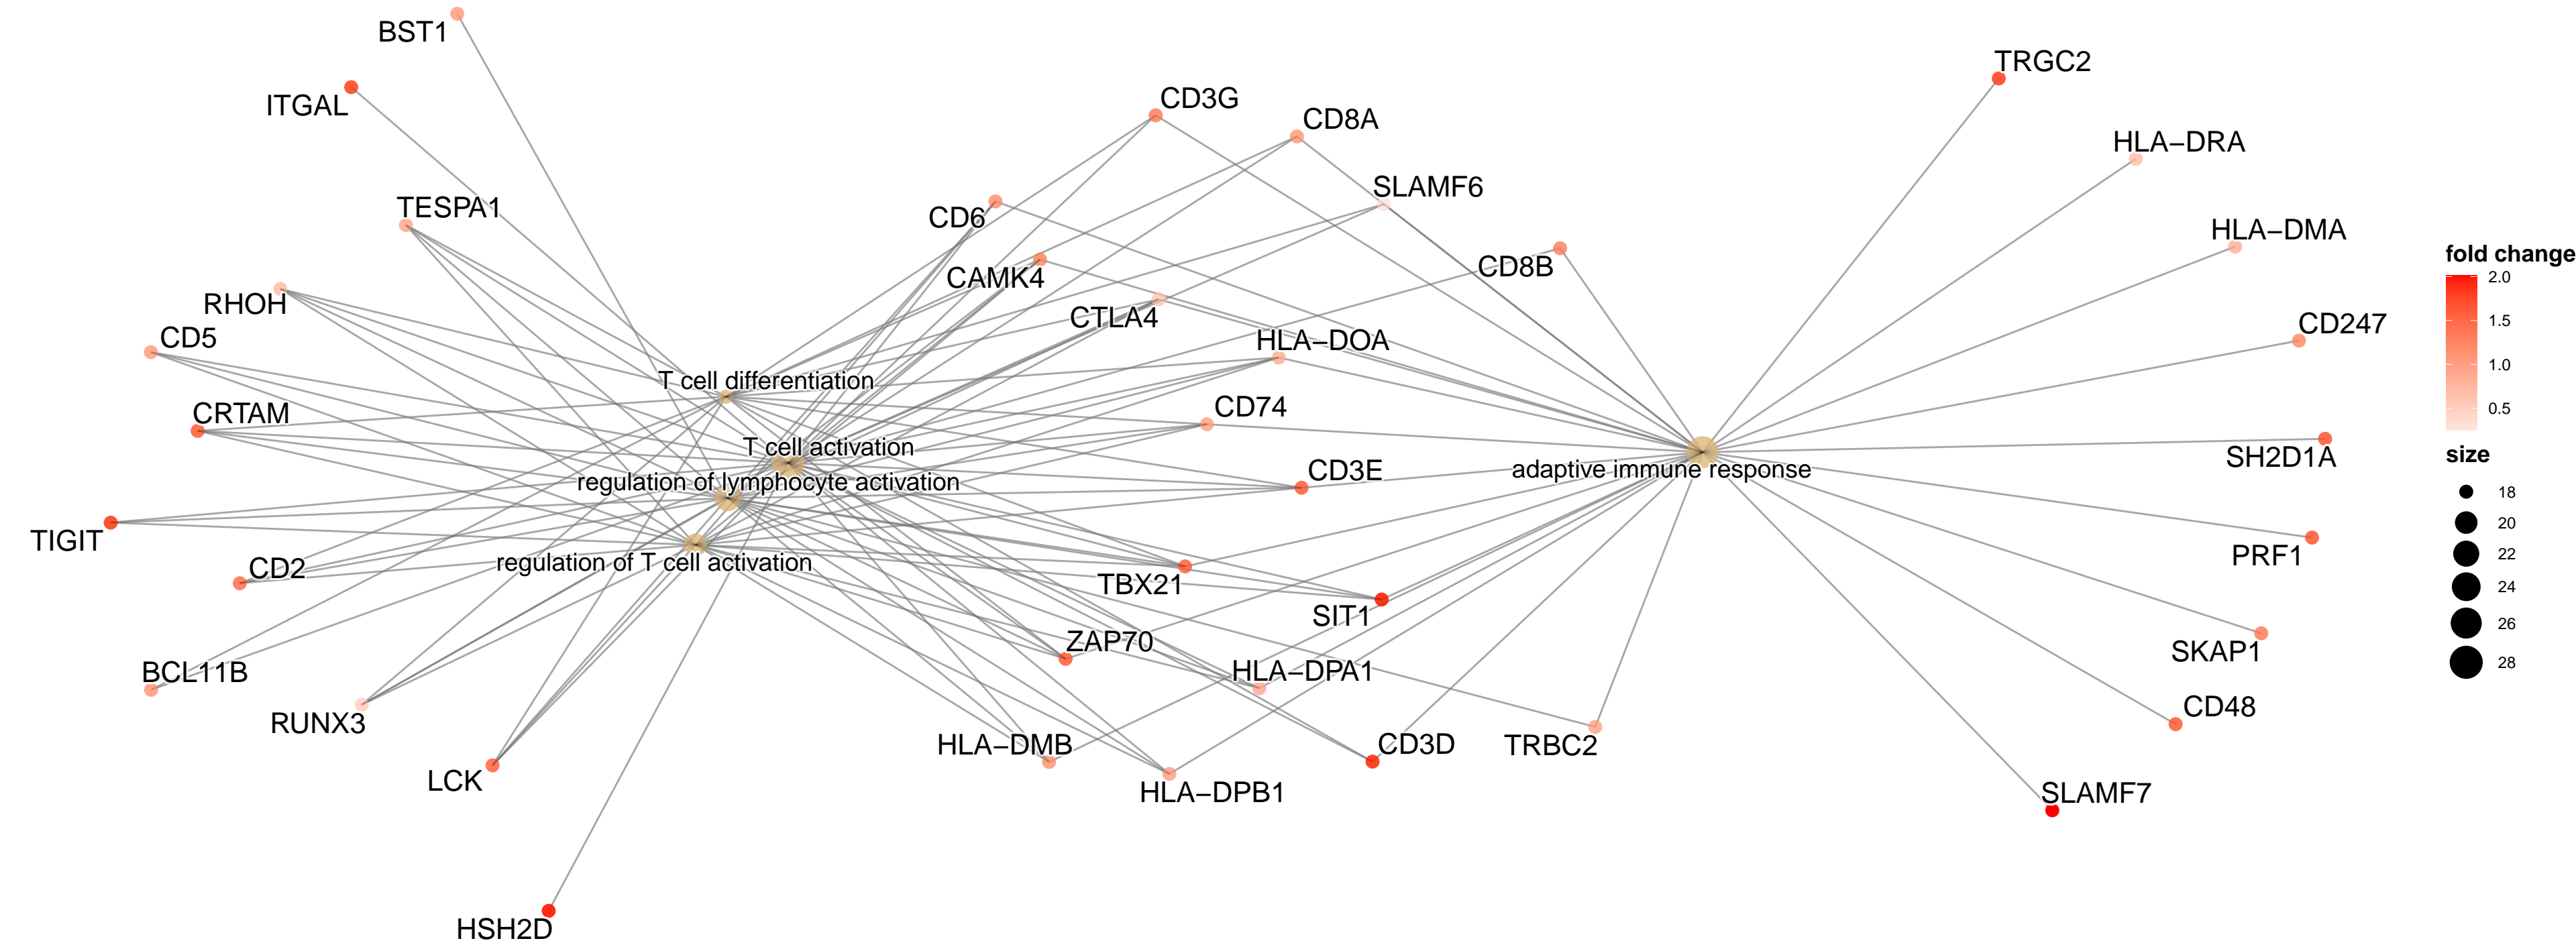 BST1
ITGAL
TESPA1
RHOH
CD5
CRTAM
TIGIT
CD2
BCL11B
RUNX3
LCK
HSH2D
T cell differentiation
T cell activation
regulation of lymphocyte activation
regulation of T cell activation
CD3G
CD8A
SLAMF6
CD6
CAMK4
CD8B
CTLA4
HLA−DOA
CD74
CD3E
adaptive immune response
TBX21
SIT1
ZAP70
HLA−DPA1
HLA−DMB
CD3D
TRBC2
HLA−DPB1
TRGC2
HLA−DRA
HLA−DMA
CD247
SH2D1A
PRF1
SKAP1
CD48
SLAMF7
fold change
2.0
1.5
1.0
0.5
size
18
20
22
24
26
28